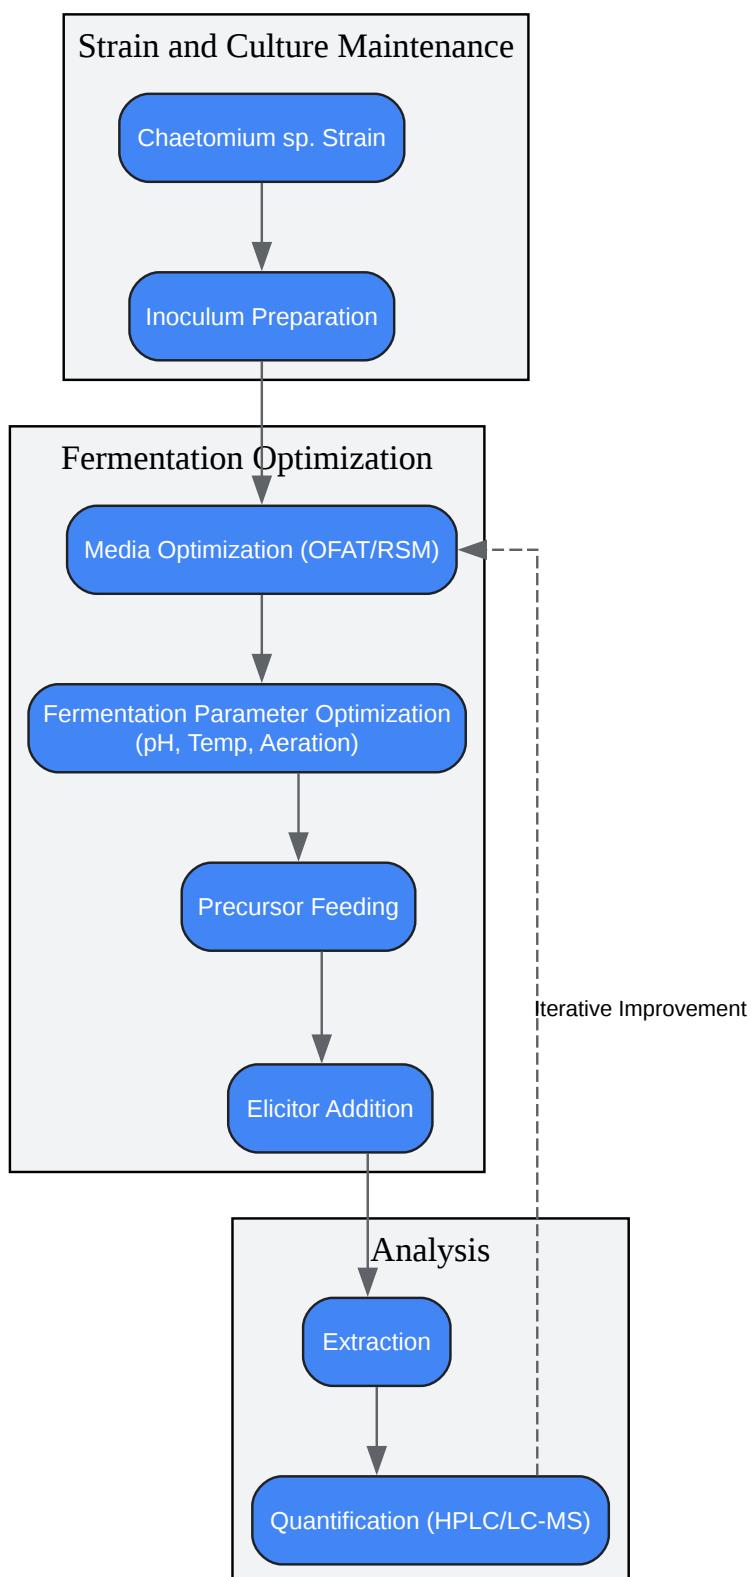 Strain and Culture Maintenance
Chaetomium sp. Strain
Inoculum Preparation
Fermentation Optimization
Media Optimization (OFAT/RSM)
Fermentation Parameter Optimization
(pH, Temp, Aeration)
Precursor Feeding
Iterative Improvement
Elicitor Addition
Analysis
Extraction
Quantification (HPLC/LC-MS)